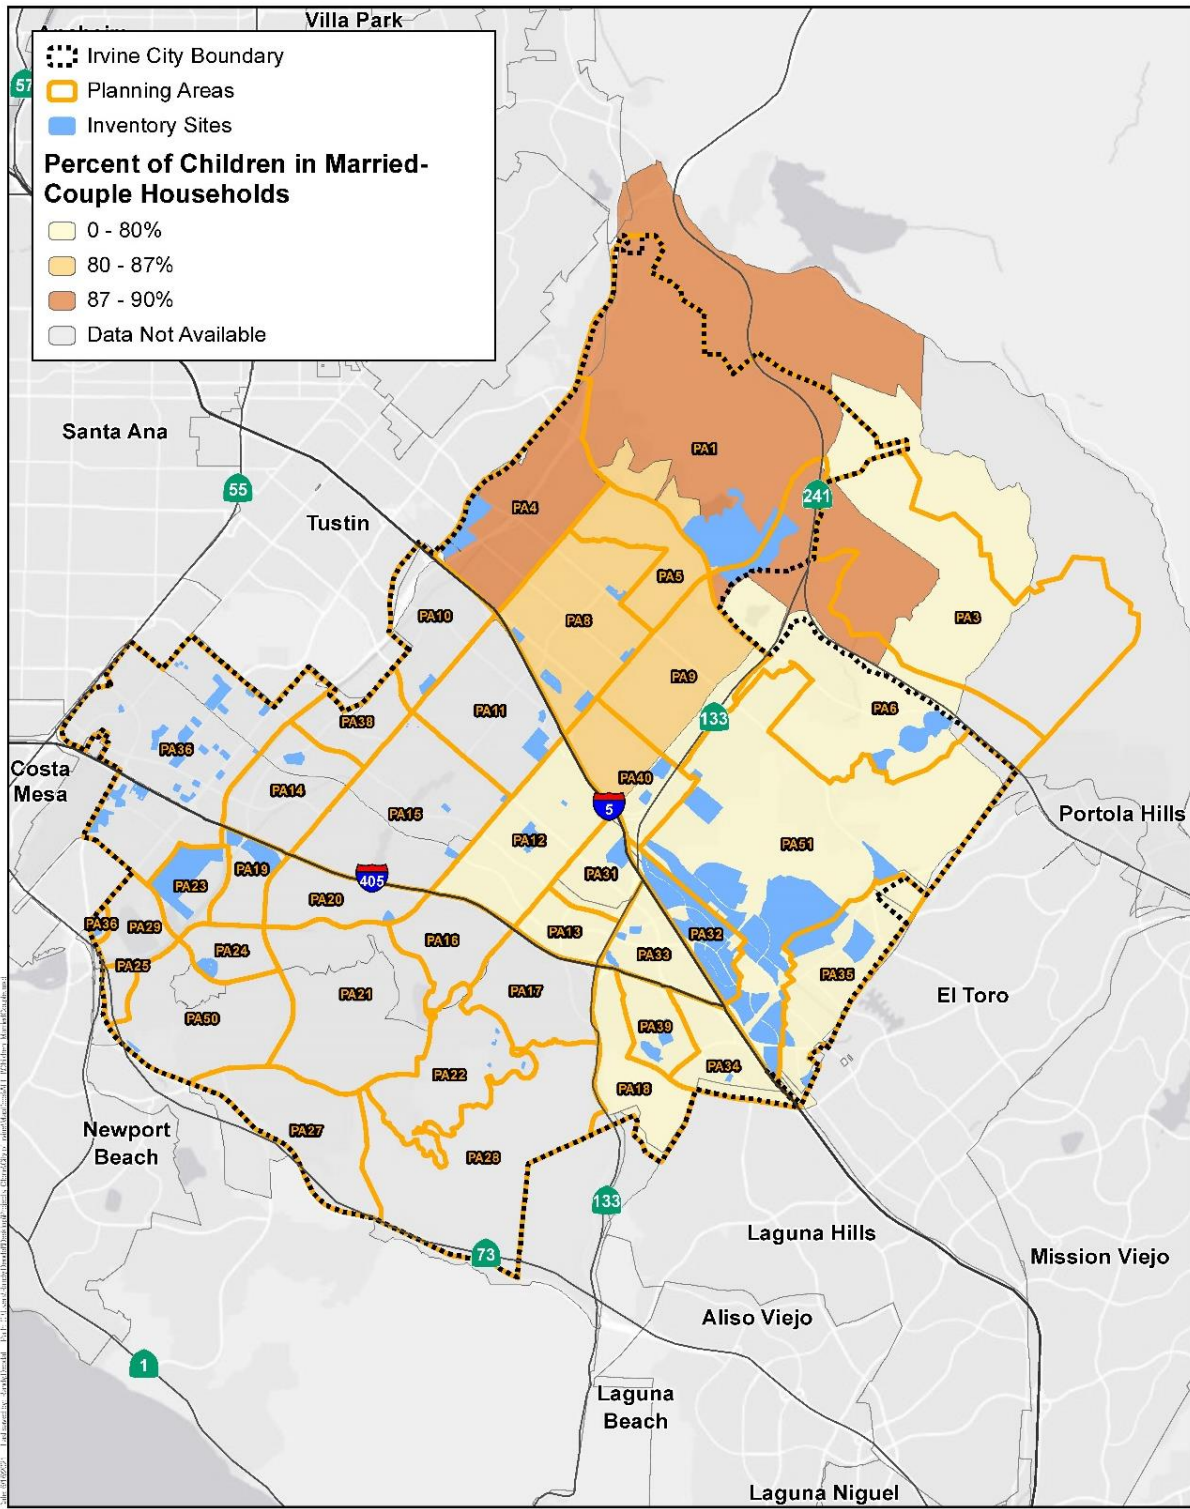 Villa Park
Anaheim
57
Irvine City Boundary
Planning Areas
Inventory Sites
Percent of Children in Married-
Couple Households
0 - 80%
80 - 87%
87 - 90%
Data Not Available
Santa Ana
PA1
55
241
PA4
Tustin
PA5
PA10
PA8
PA3
PA9
PA11
PA6
133
PA38
PA36
Costa
Mesa
PA40
PA14
5
PA15
Portola Hills
PA12
PA51
PA19
PA31
405
PA23
PA20
PA36
PA29
PA13
PA32
PA16
PA24
PA33
PA25
PA35
PA21
PA17
El Toro
PA50
PA39
PA34
PA22
PA18
Newport
Beach
PA27
PA28
133
Laguna Hills
73
Mission Viejo
Aliso Viejo
1
Laguna
Beach
Laguna Niguel